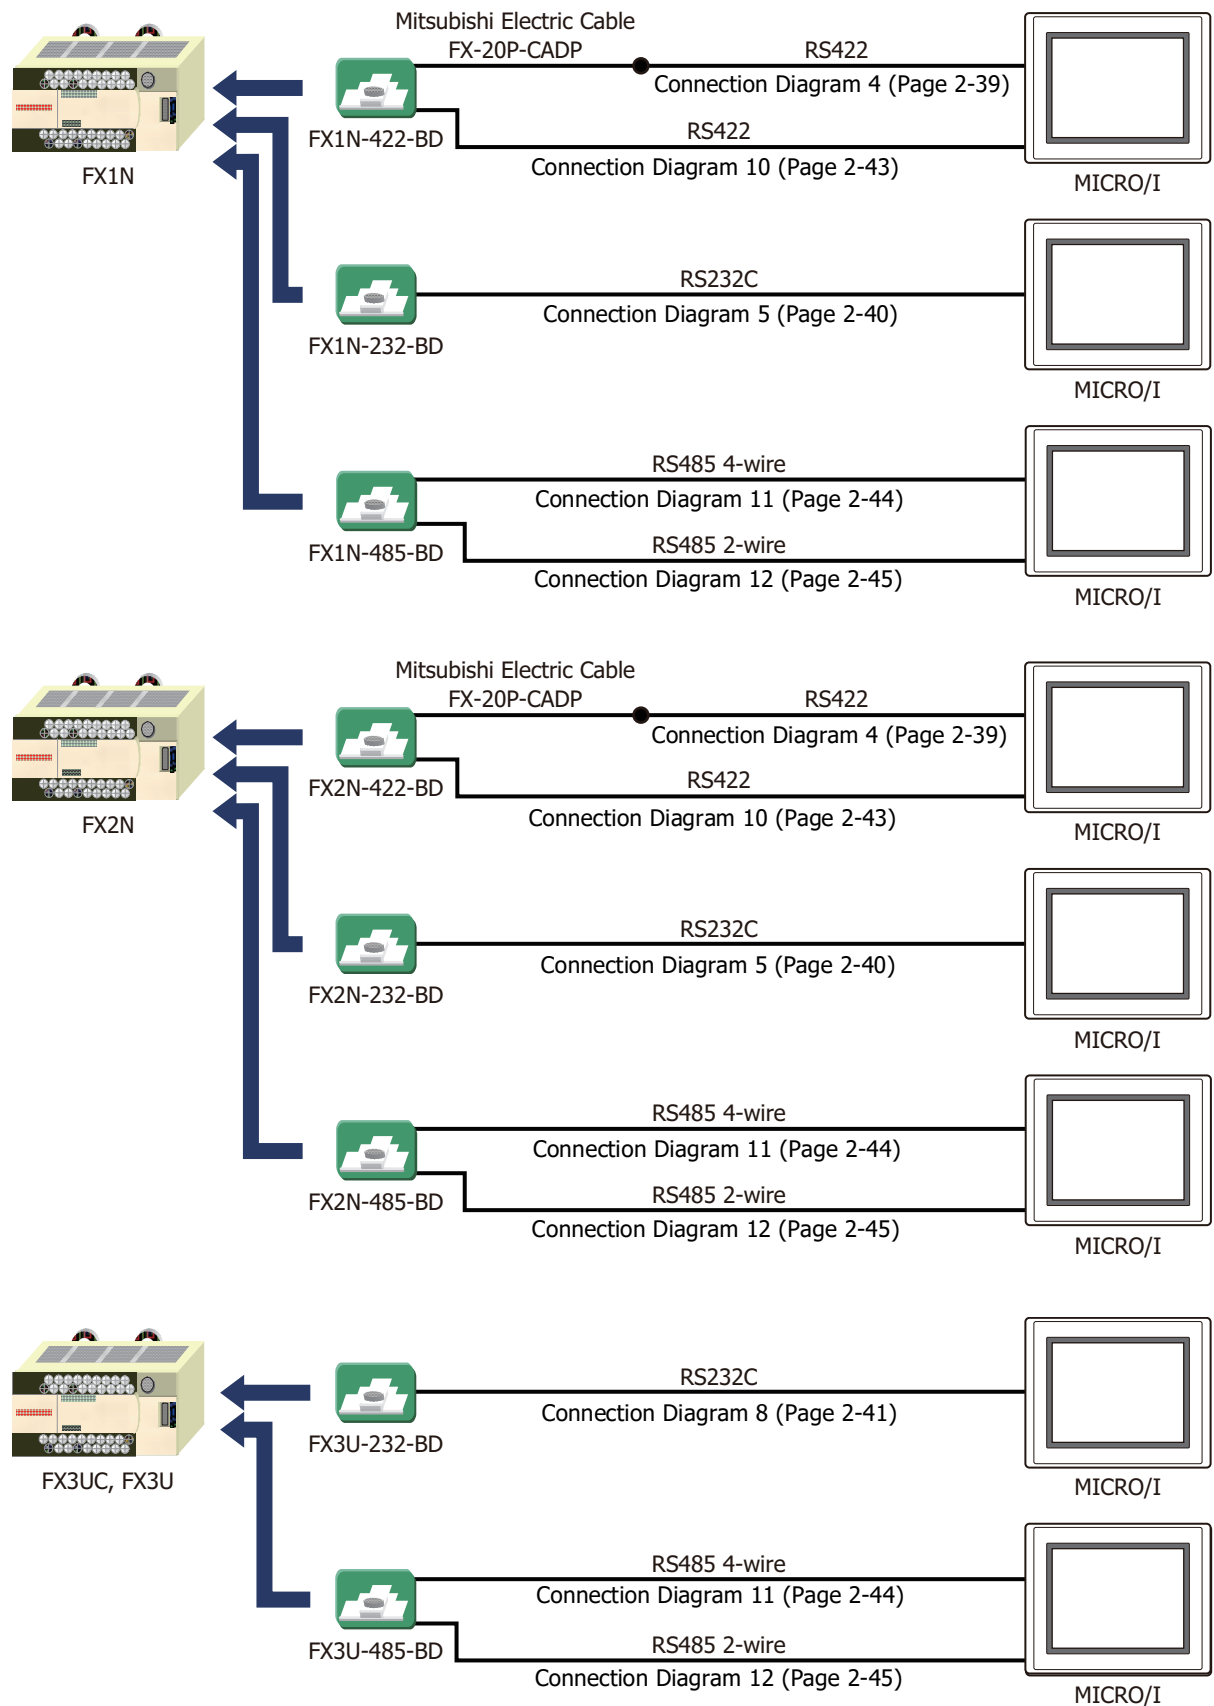 Mitsubishi Electric Cable
FX-20P-CADP
RS422
Connection Diagram 4 (Page 2-39)
FX1N-422-BD
RS422
Connection Diagram 10 (Page 2-43)
FX1N
MICRO/I
RS232C
Connection Diagram 5 (Page 2-40)
FX1N-232-BD
MICRO/I
RS485 4-wire
Connection Diagram 11 (Page 2-44)
FX1N-485-BD
RS485 2-wire
Connection Diagram 12 (Page 2-45)
MICRO/I
Mitsubishi Electric Cable
FX-20P-CADP
RS422
Connection Diagram 4 (Page 2-39)
FX2N-422-BD
RS422
Connection Diagram 10 (Page 2-43)
FX2N
MICRO/I
RS232C
Connection Diagram 5 (Page 2-40)
FX2N-232-BD
MICRO/I
RS485 4-wire
Connection Diagram 11 (Page 2-44)
FX2N-485-BD
RS485 2-wire
Connection Diagram 12 (Page 2-45)
MICRO/I
RS232C
Connection Diagram 8 (Page 2-41)
FX3U-232-BD
FX3UC, FX3U
MICRO/I
RS485 4-wire
Connection Diagram 11 (Page 2-44)
FX3U-485-BD
RS485 2-wire
Connection Diagram 12 (Page 2-45)
MICRO/I